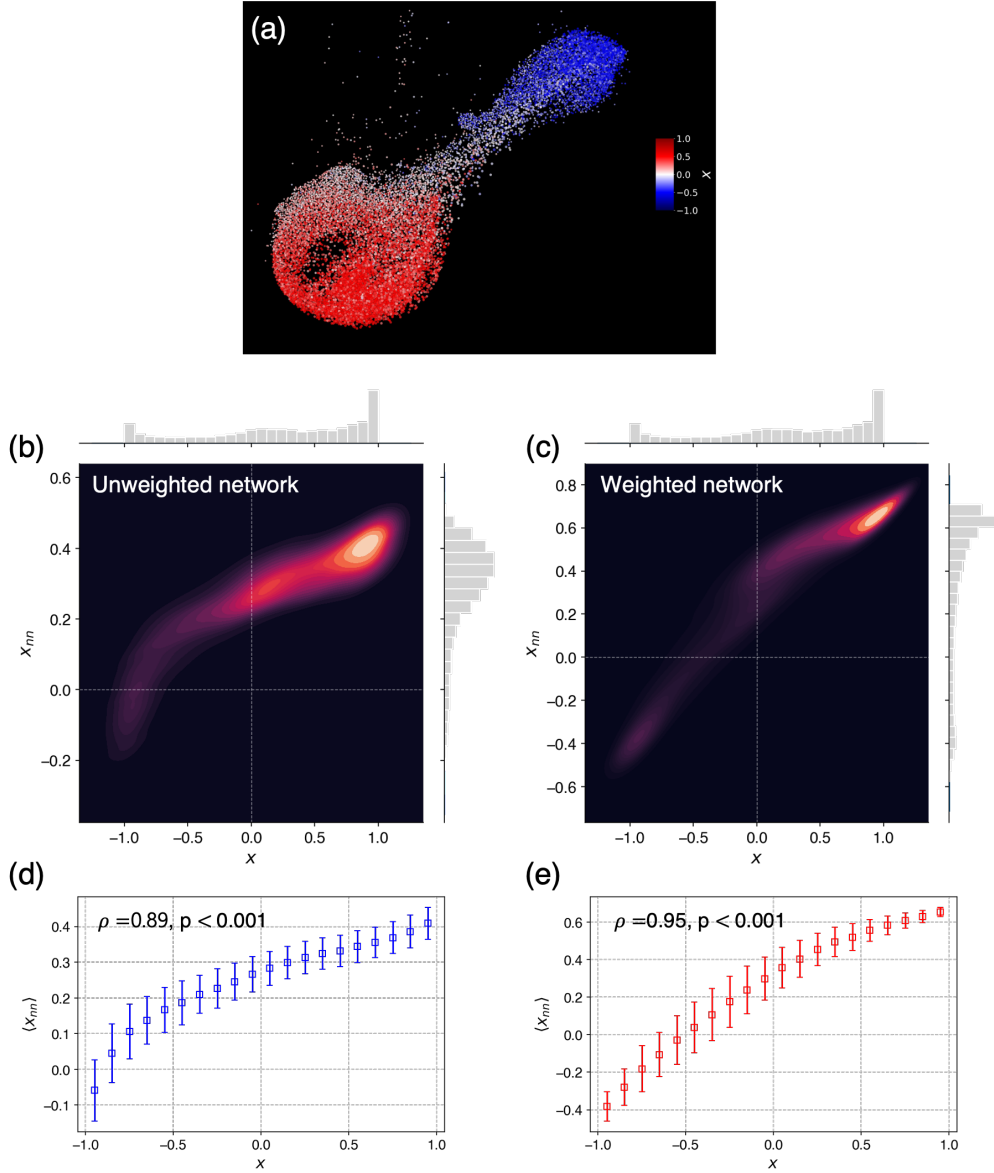 (a)
1.0
0.5
0.0
−0.5
−1.0
x
(b)
Unweighted network
0.6
0.4
0.2
0.0
−0.2
x_nn
−1.0 −0.5 0.0 0.5 1.0
x
(c)
Weighted network
0.8
0.6
0.4
0.2
0.0
−0.2
−0.4
−0.6
x_nn
−1.0 −0.5 0.0 0.5 1.0
x
(d)
ρ =0.89, p < 0.001
0.4
0.3
0.2
0.1
0.0
−0.1
⟨x_nn⟩
−1.0 −0.5 0.0 0.5 1.0
x
(e)
ρ =0.95, p < 0.001
0.6
0.4
0.2
0.0
−0.2
−0.4
⟨x_nn⟩
−1.0 −0.5 0.0 0.5 1.0
x